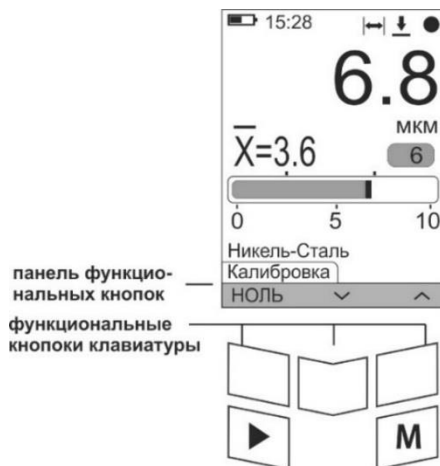 15:28
6.8
мкм
X=3.6
6
0 5 10
Никель-Сталь
Калибровка
НОЛЬ
панель функцио-
нальных кнопок
функциональные
кнопоки клавиатуры
М